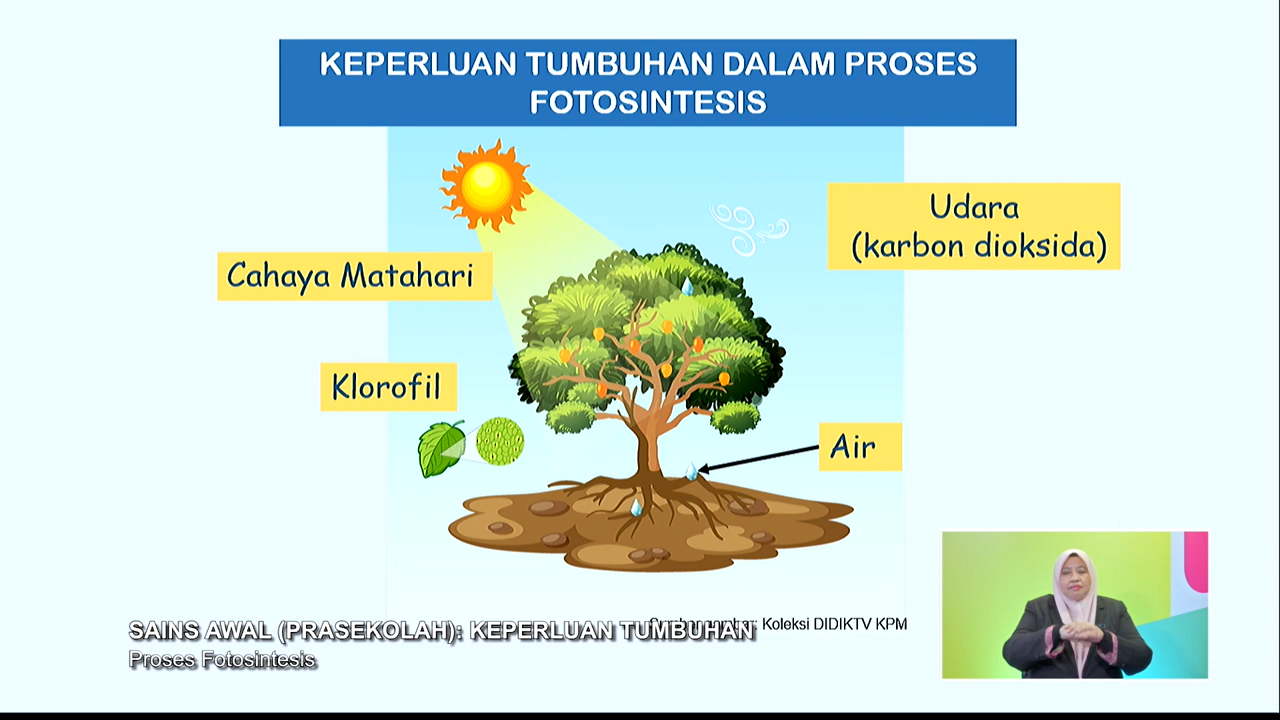 KEPERLUAN TUMBUHAN DALAM PROSES
FOTOSINTESIS
Udara
(karbon dioksida)
Cahaya Matahari
Klorofil
Air
Koleksi DIDIKTV KPM
SAINS AWAL (PRASEKOLAH): KEPERLUAN TUMBUHAN
Proses Fotosintesis